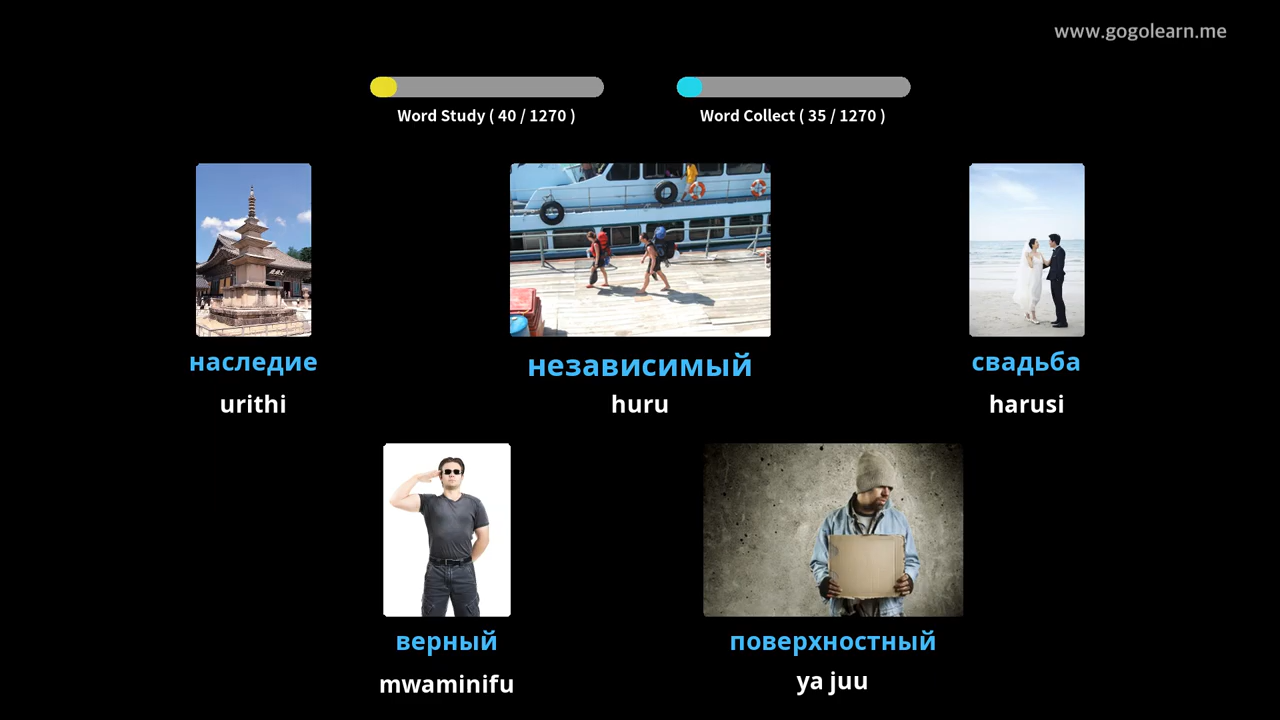 www.gogolearn.me
Word Study ( 40 / 1270 )
Word Collect ( 35 / 1270 )
наследие
независимый
свадьба
urithi
huru
harusi
верный
поверхностный
mwaminifu
ya juu